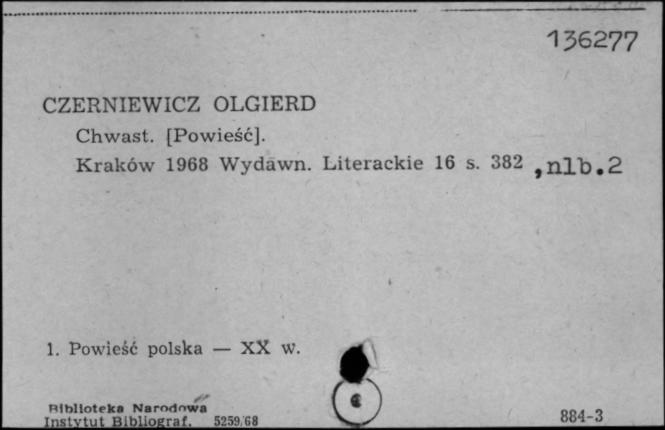 136277
CZERNIEWICZ OLGIERD
Chwast. [Powieść].
Kraków 1968 Wydawn. Literackie 16 s. 382 ,nlb.2
1. Powieść polska — XX w.
Biblioteka Narodowa
Instytut Bibliograf. 5259/68
884-3